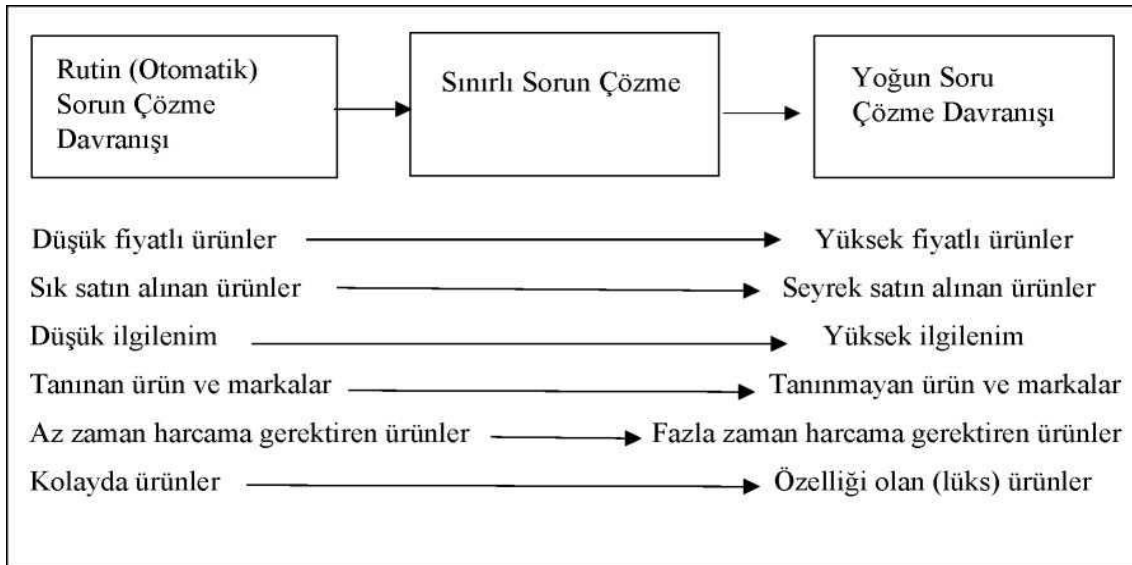 Rutin (Otomatik)
Sorun Çözme
Davranışı
Sınırlı Sorun Çözme
Yoğun Soru
Çözme Davranışı
Düşük fiyatlı ürünler Yüksek fiyatlı ürünler
Sık satın alınan ürünler Seyrek satın alınan ürünler
Düşük ilgilenim Yüksek ilgilenim
Tanınan ürün ve markalar Tanınmayan ürün ve markalar
Az zaman harcama gerektiren ürünler Fazla zaman harcama gerektiren ürünler
Kolayda ürünler Özelliği olan (lüks) ürünler